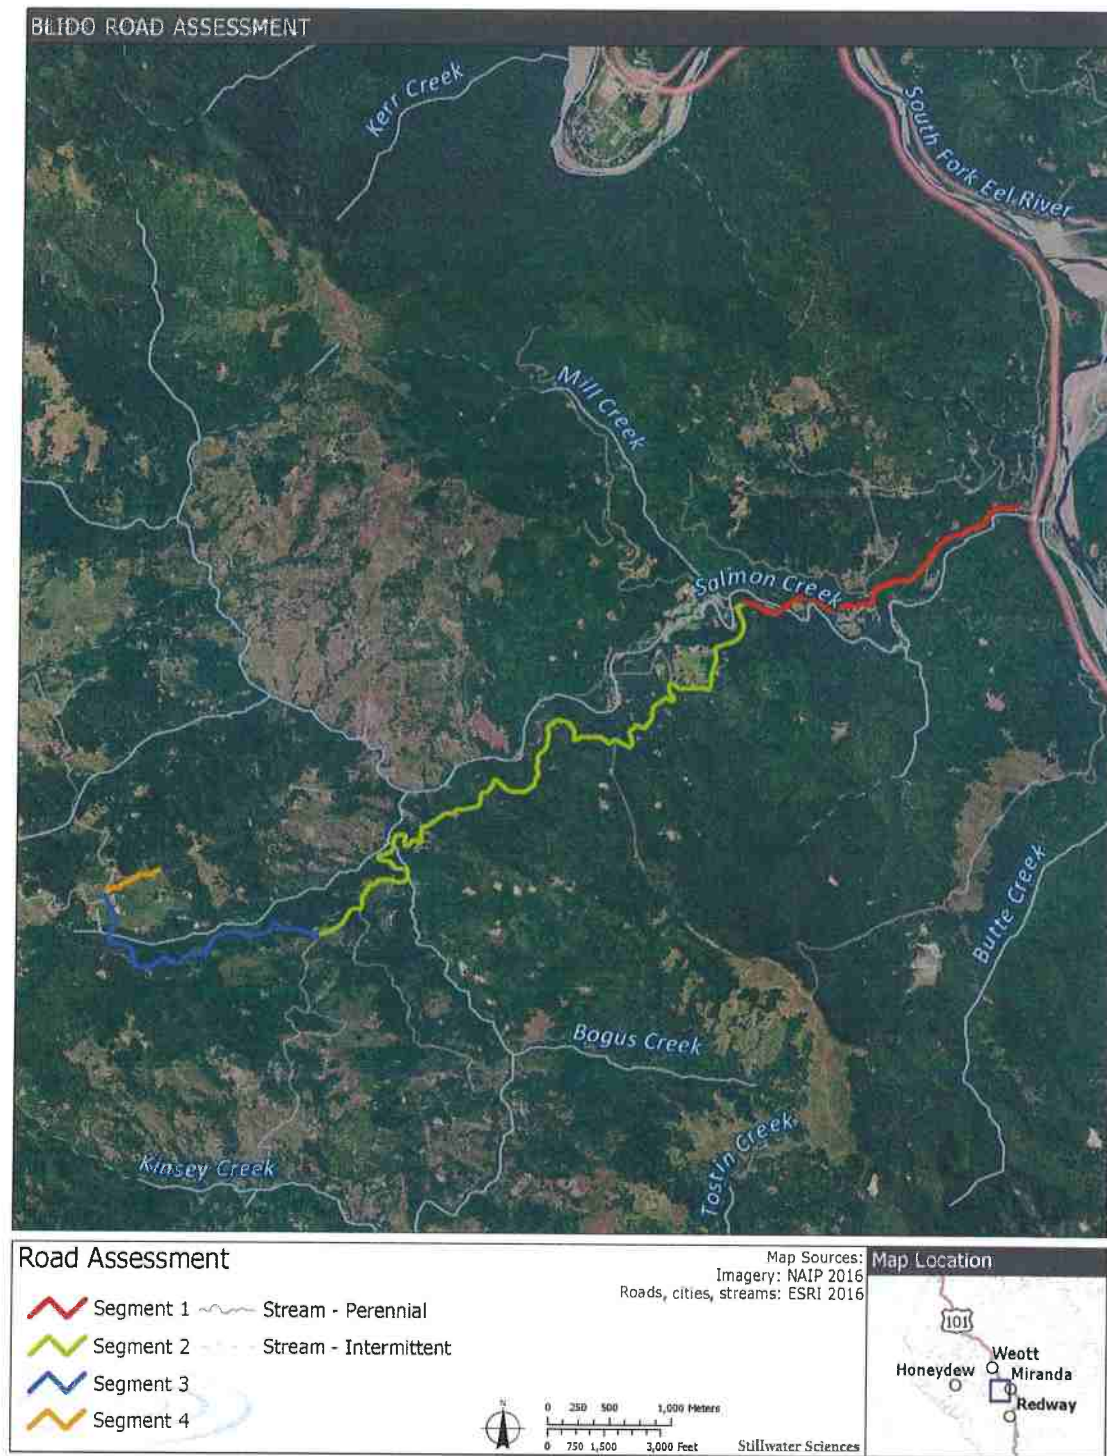 BLIDO ROAD ASSESSMENT
Kerr Creek
South Fork Eel River
Mill Creek
Salmon Creek
Butte Creek
Bogus Creek
Tostin Creek
Kinsey Creek
Road Assessment
Segment 1
Segment 2
Segment 3
Segment 4
Stream - Perennial
Stream - Intermittent
Map Sources:
Imagery: NAIP 2016
Roads, cities, streams: ESRI 2016
N
0 250 500 1,000 Meters
0 750 1,500 3,000 Feet
Stillwater Sciences
Map Location
101
Weott
Honeydew
Miranda
Redway